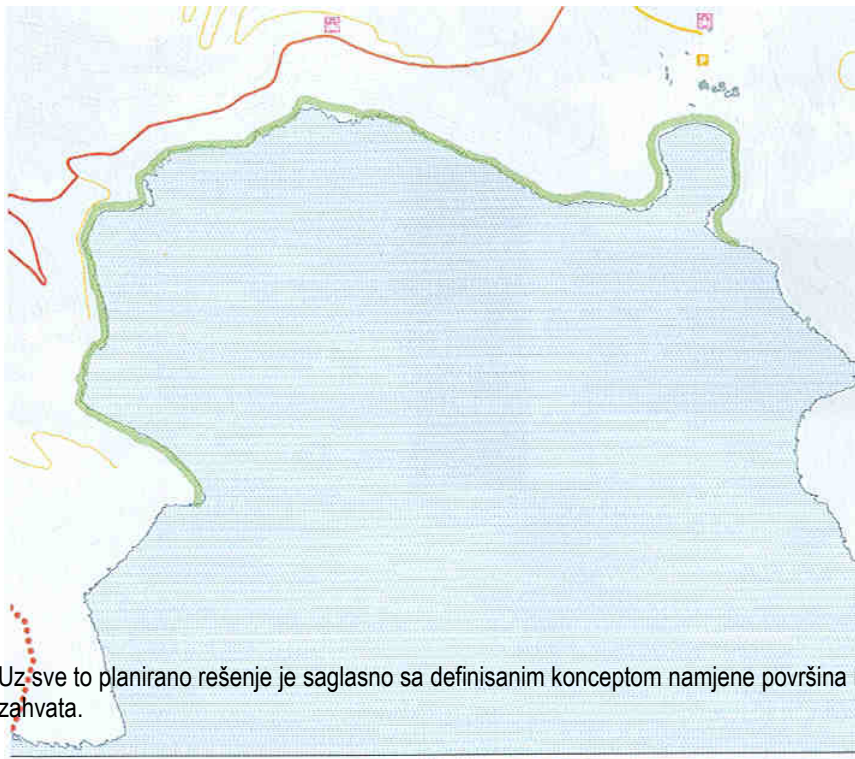 P
Uz sve to planirano rešenje je saglasno sa definisanim konceptom namjene površina
zahvata.